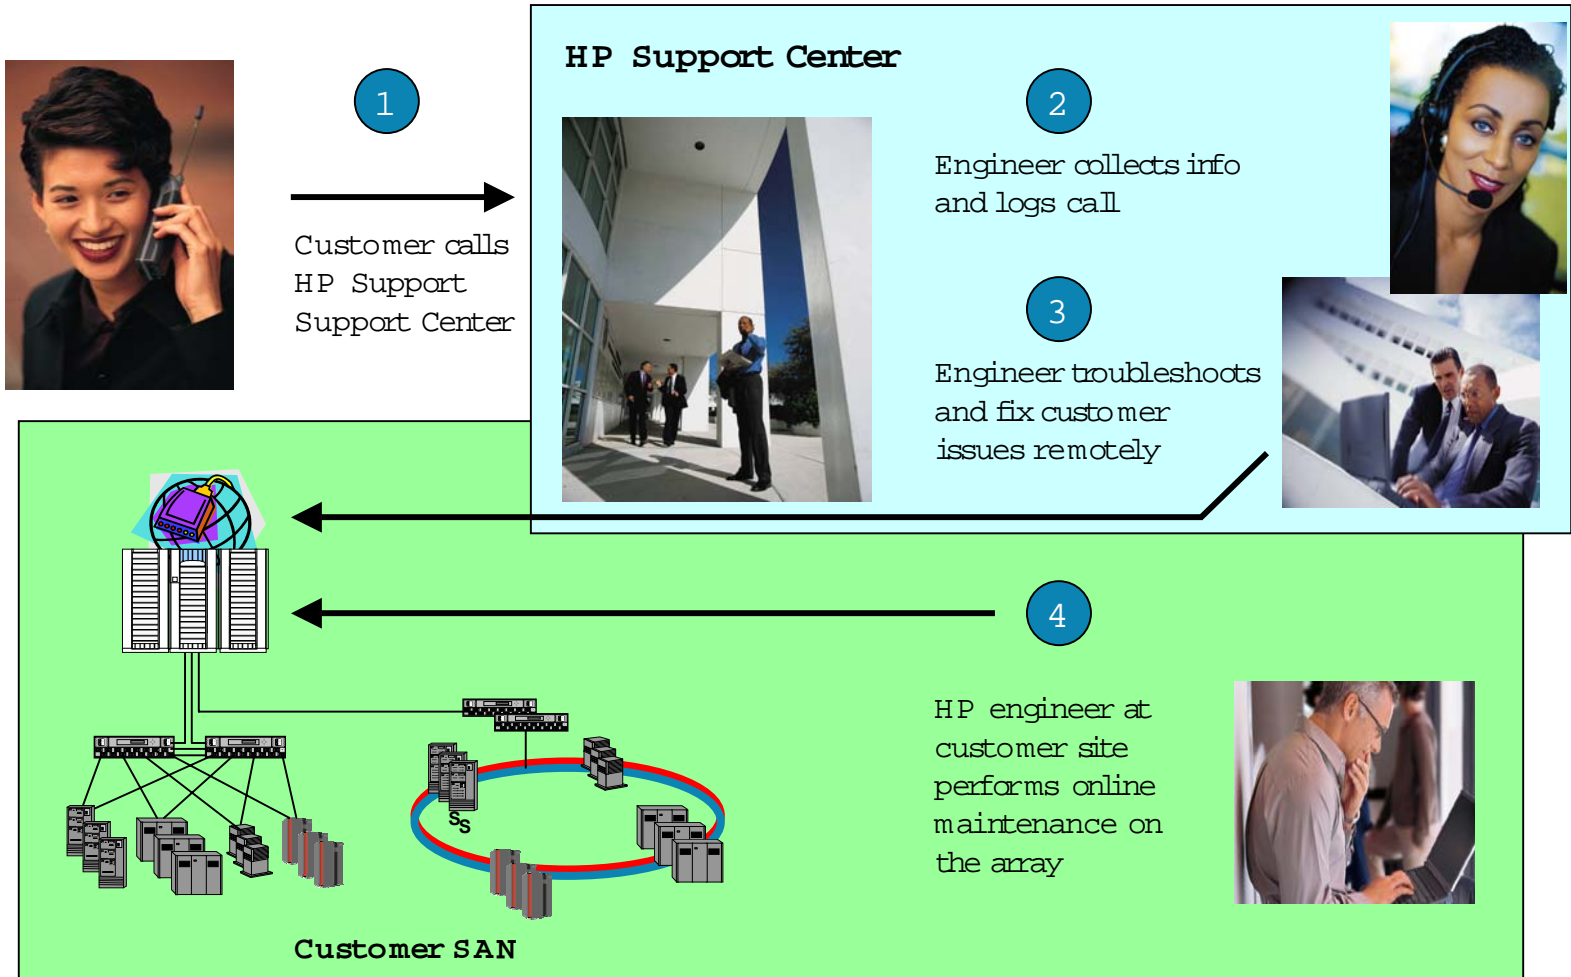 HP Support Center
1
Customer calls
HP Support
Support Center
2
Engineer collects info
and logs call
3
Engineer troubleshoots
and fix customer
issues remotely
4
HP engineer at
customer site
performs online
maintenance on
the array
SS
Customer SAN